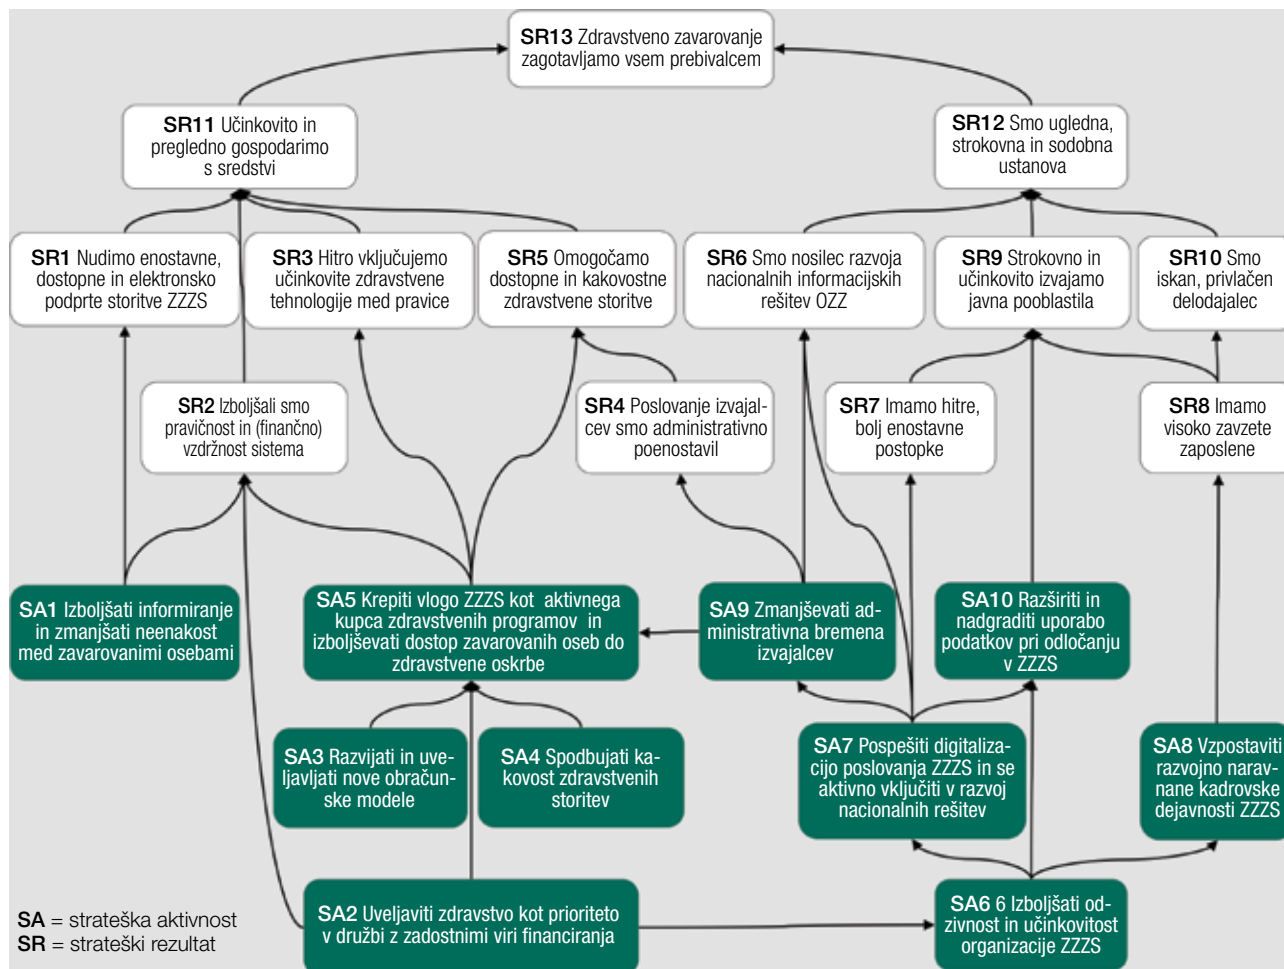 SR13 Zdravstveno zavarovanje
zagotavljamo vsem prebivalcem
SR11 Učinkovito in
pregledno gospodarimo
s sredstvi
SR12 Smo ugledna,
strokovna in sodobna
ustanova
SR1 Nudimo enostavne,
dostopne in elektronsko
podprte storitve ZZZS
SR3 Hitro vključujemo
učinkovite zdravstvene
tehnologije med pravice
SR5 Omogočamo
dostopne in kakovostne
zdravstvene storitve
SR6 Smo nosilec razvoja
nacionalnih informacijskih
rešitev OZZ
SR9 Strokovno in
učinkovito izvajamo
javna pooblastila
SR10 Smo
iskan, privlačen
delodajalec
SR2 Izboljšali smo
pravičnost in (finančno)
vzdržnost sistema
SR4 Poslovanje izvajal-
cev smo administrativno
poenostavil
SR7 Imamo hitre,
bolj enostavne
postopke
SR8 Imamo
visoko zavzete
zaposlene
SA1 Izboljšati informiranje
in zmanjšati neenakost
med zavarovanimi osebami
SA5 Krepiti vlogo ZZZS kot aktivnega
kupca zdravstvenih programov in
izboljševati dostop zavarovanih oseb do
zdravstvene oskrbe
SA9 Zmanjševati ad-
ministrativna bremena
izvajalcev
SA10 Razširiti in
nadgraditi uporabo
podatkov pri odločanju
v ZZZS
SA3 Razvijati in uve-
ljavljati nove obračun-
ske modele
SA4 Spodbujati ka-
kovost zdravstvenih
storitev
SA7 Pospešiti digitaliza-
cijo poslovanja ZZZS in se
aktivno vključiti v razvoj
nacionalnih rešitev
SA8 Vzpostaviti
razvojno narav-
nane kadrovske
dejavnosti ZZZS
SA2 Uveljaviti zdravstvo kot prioriteto
v družbi z zadostnimi viri financiranja
SA6 6 Izboljšati od-
zivnost in učinkovitost
organizacije ZZZS
SA = strateška aktivnost
SR = strateški rezultat